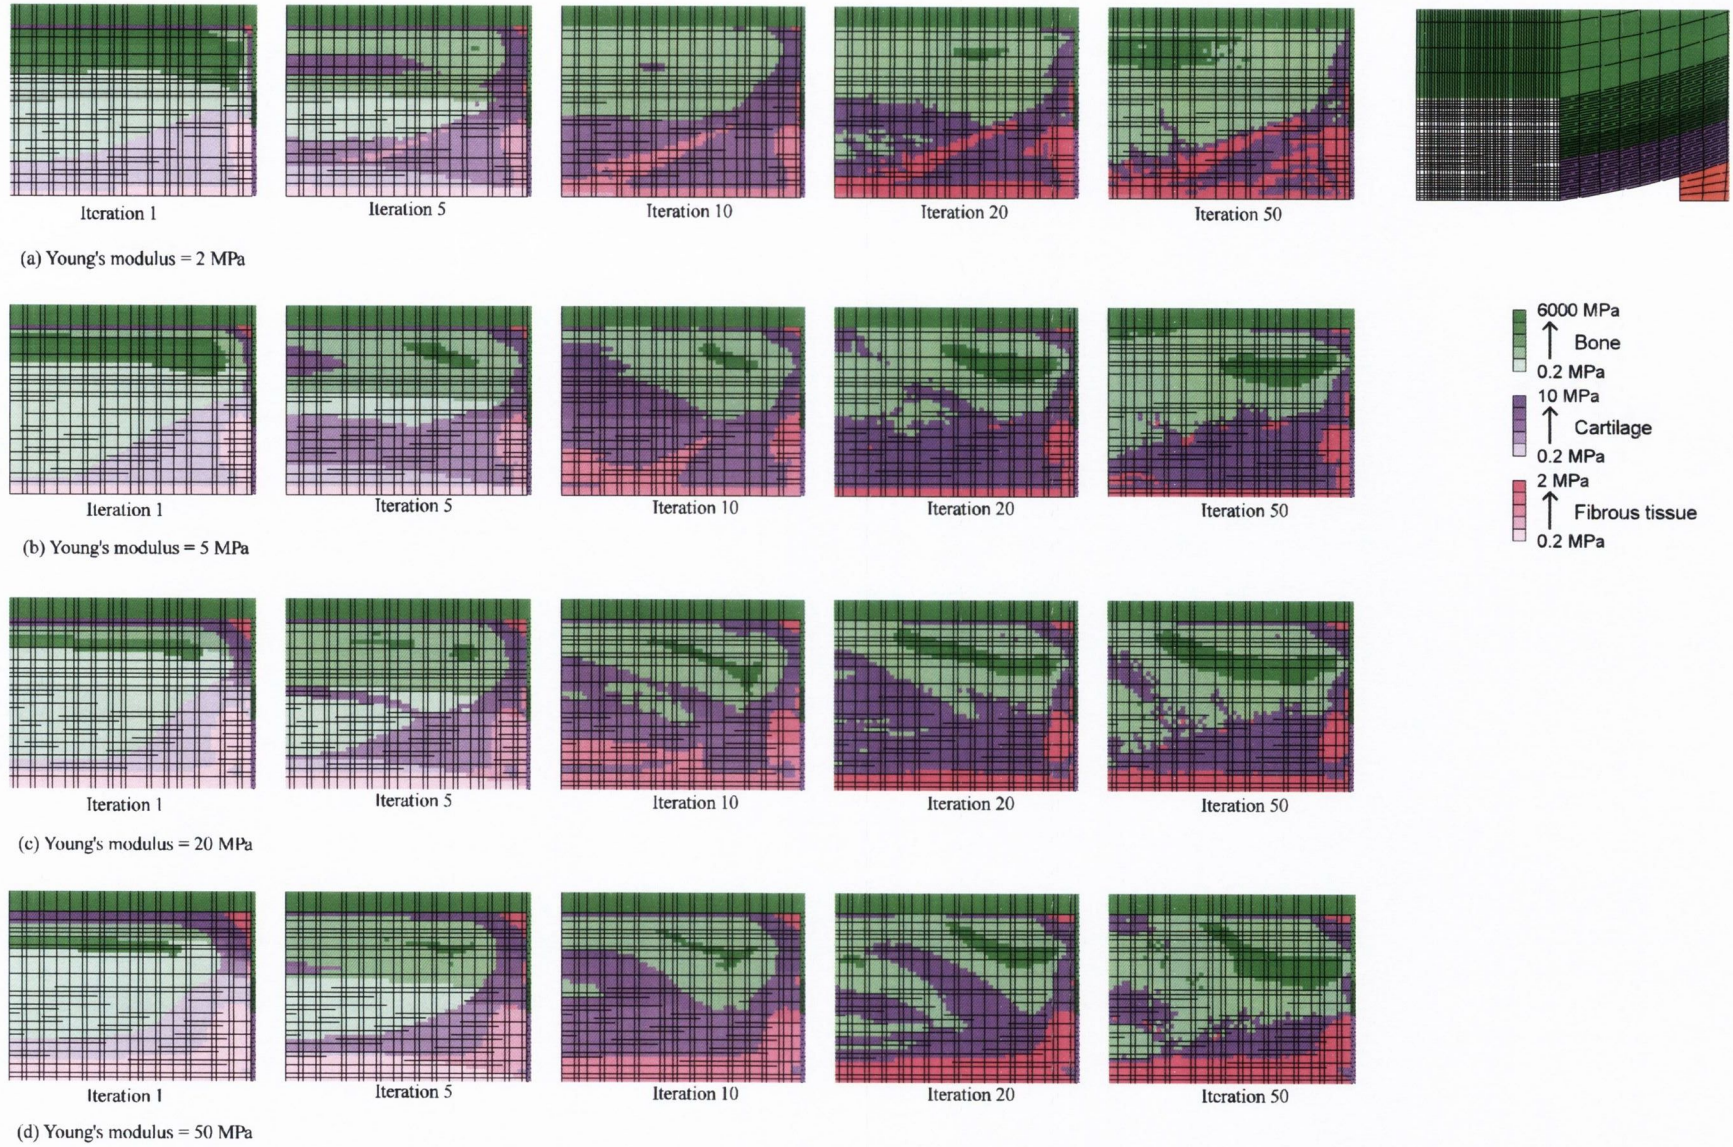 Iteration 1
Iteration 5
Iteration 10
Iteration 20
Iteration 50
(a) Young's modulus = 2 MPa
6000 MPa
Bone
0.2 MPa
10 MPa
Cartilage
0.2 MPa
2 MPa
Fibrous tissue
0.2 MPa
Iteration 1
Iteration 5
Iteration 10
Iteration 20
Iteration 50
(b) Young's modulus = 5 MPa
Iteration 1
Iteration 5
Iteration 10
Iteration 20
Iteration 50
(c) Young's modulus = 20 MPa
Iteration 1
Iteration 5
Iteration 10
Iteration 20
Iteration 50
(d) Young's modulus = 50 MPa